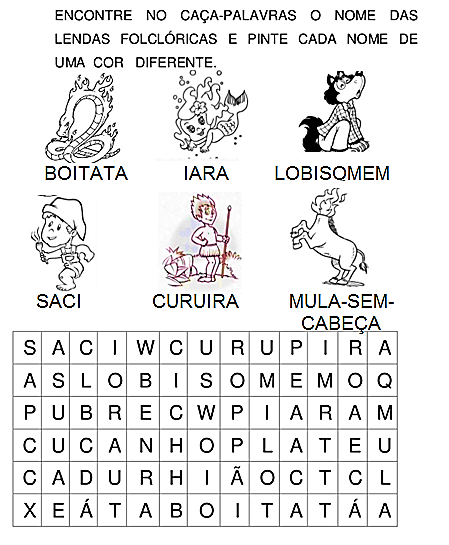 ENCONTRE NO CAÇA-PALAVRAS O NOME DAS
LENDAS FOLCLÓRICAS E PINTE CADA NOME DE
UMA COR DIFERENTE.
BOITATA IARA LOBISOMEM
SACI CURUIRA MULA-SEM-
CABEÇA
S A C I W C U R U P I R A
A S L O B I S O M E M O Q
P U B R E C W P I A R A M
C U C A N H O P L A T E U
C A D U R H I Ã O C T C L
X E Á T A B O I T A T Á A